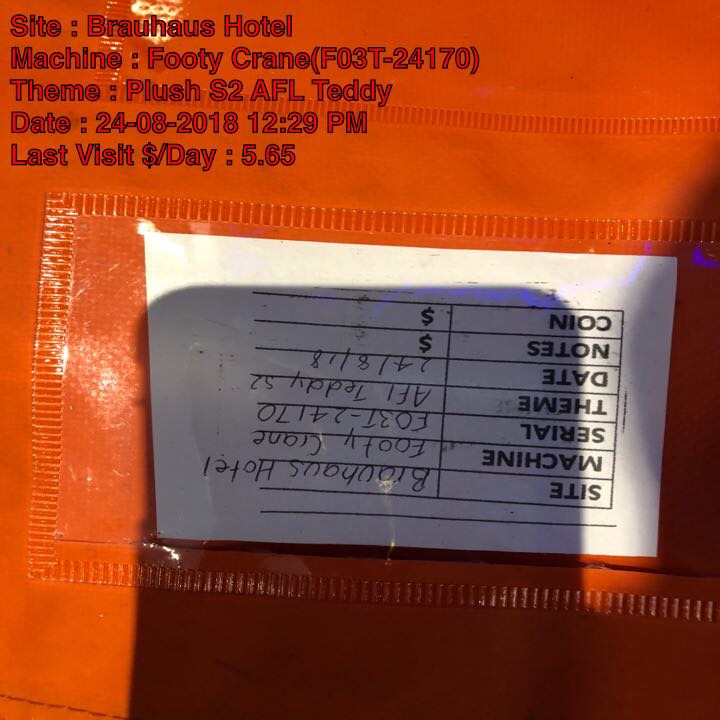 Site : Brauhaus Hotel
Machine : Footy Crane(F03T-24170)
Theme : Plush S2 AFL Teddy
Date : 24-08-2018 12:29 PM
Last Visit $/Day : 5.65
SITE Brauhaus Hotel
MACHINE Footy Crane
SERIAL F03T-24170
THEME AFL Teddy S2
DATE 24/8/18
NOTES $
COIN $